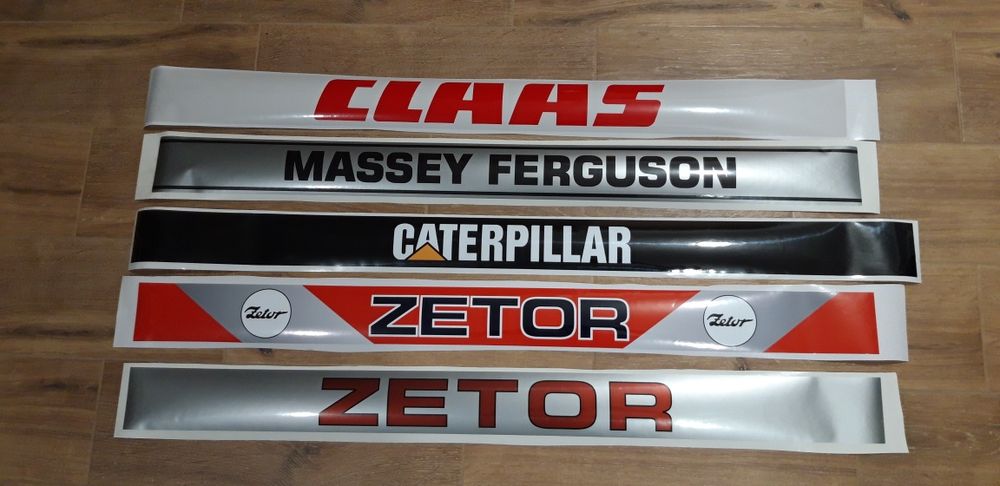 CLAAS
MASSEY FERGUSON
CATERPILLAR
Zetor ZETOR Zetor
ZETOR